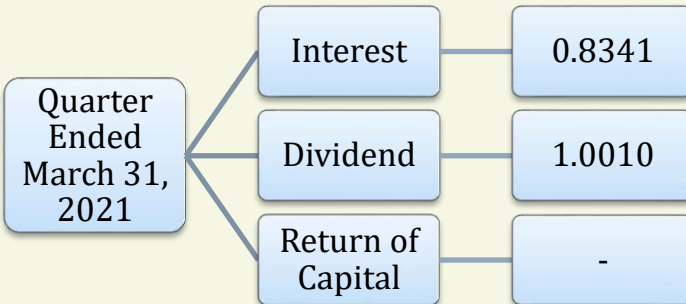 Quarter
Ended
March 31,
2021
Interest
0.8341
Dividend
1.0010
Return of
Capital
-